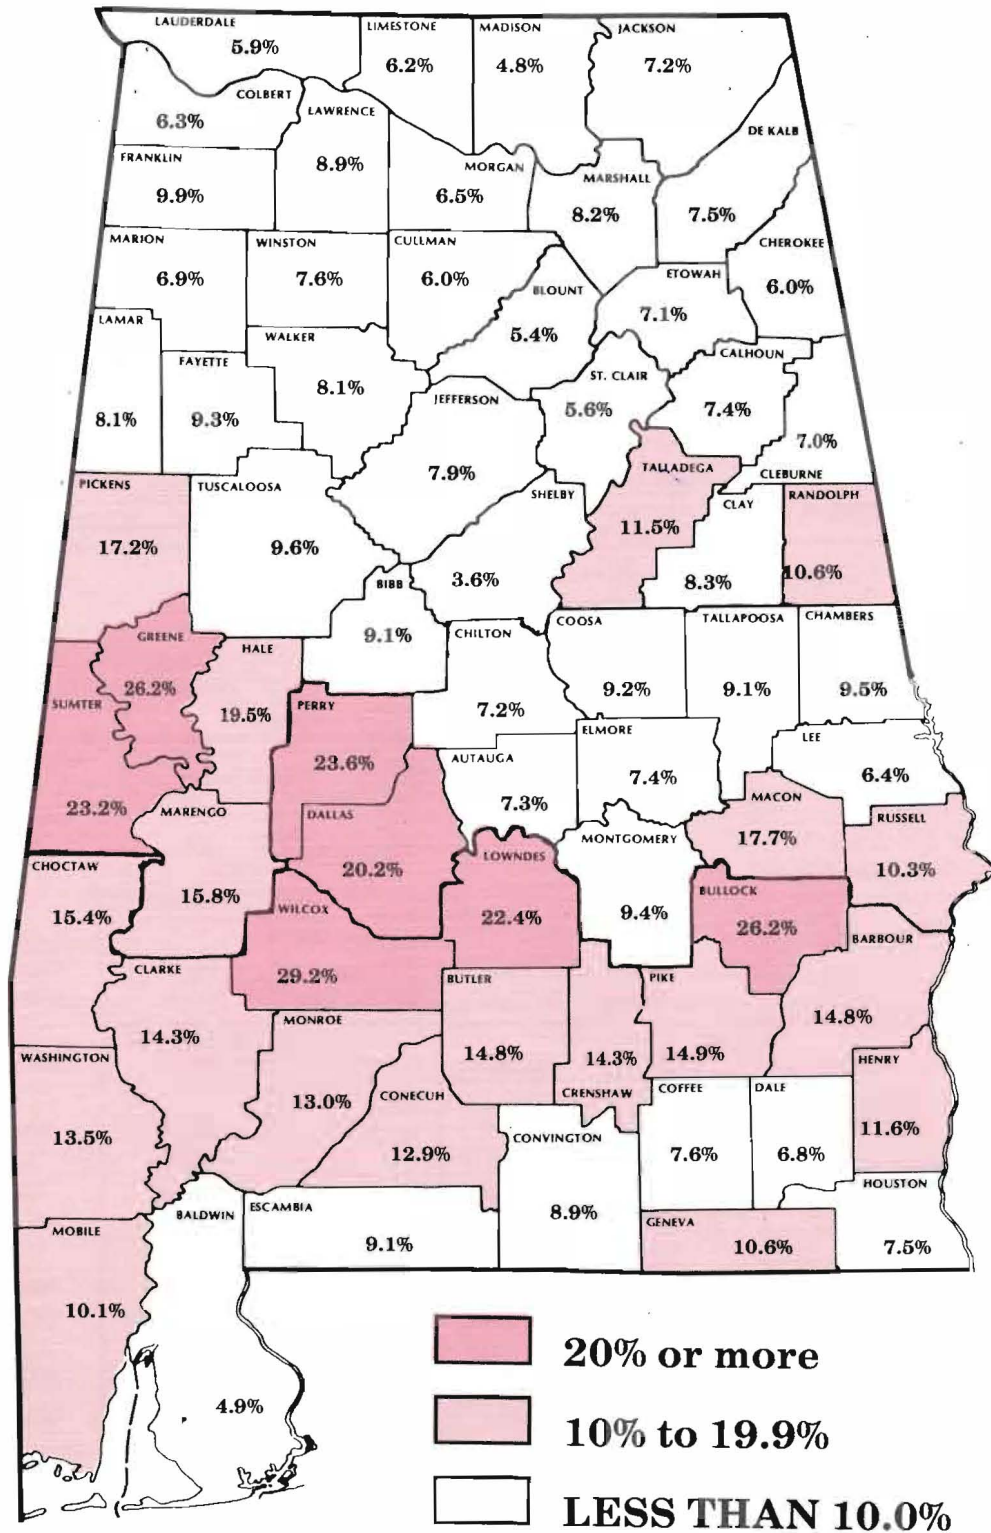 LAUDERDALE
5.9%
LIMESTONE
6.2%
MADISON
4.8%
JACKSON
7.2%
COLBERT
6.3%
LAWRENCE
8.9%
DE KALB
7.5%
FRANKLIN
9.9%
MORGAN
6.5%
MARSHALL
8.2%
MARION
6.9%
WINSTON
7.6%
CULLMAN
6.0%
CHEROKEE
6.0%
BLOUNT
5.4%
ETOWAH
7.1%
LAMAR
8.1%
FAYETTE
9.3%
WALKER
8.1%
JEFFERSON
7.9%
ST. CLAIR
5.6%
CALHOUN
7.4%
7.0%
CLEBURNE
PICKENS
17.2%
TUSCALOOSA
9.6%
SHELBY
3.6%
TALLADEGA
11.5%
CLAY
8.3%
RANDOLPH
10.6%
BIBB
9.1%
GREENE
26.2%
HALE
19.5%
CHILTON
7.2%
COOSA
9.2%
TALLAPOOSA
9.1%
CHAMBERS
9.5%
SUMTER
23.2%
PERRY
23.6%
AUTAUGA
7.3%
ELMORE
7.4%
LEE
6.4%
MARENGO
15.8%
DALLAS
20.2%
LOWNDES
22.4%
MONTGOMERY
9.4%
MACON
17.7%
RUSSELL
10.3%
CHOCTAW
15.4%
WILCOX
29.2%
BULLOCK
26.2%
BARBOUR
14.8%
CLARKE
14.3%
MONROE
13.0%
BUTLER
14.8%
14.3%
CRENSHAW
PIKE
14.9%
WASHINGTON
13.5%
CONECUH
12.9%
CONVINGTON
8.9%
COFFEE
7.6%
DALE
6.8%
HENRY
11.6%
MOBILE
10.1%
BALDWIN
4.9%
ESCAMBIA
9.1%
GENEVA
10.6%
HOUSTON
7.5%
20% or more
10% to 19.9%
LESS THAN 10.0%